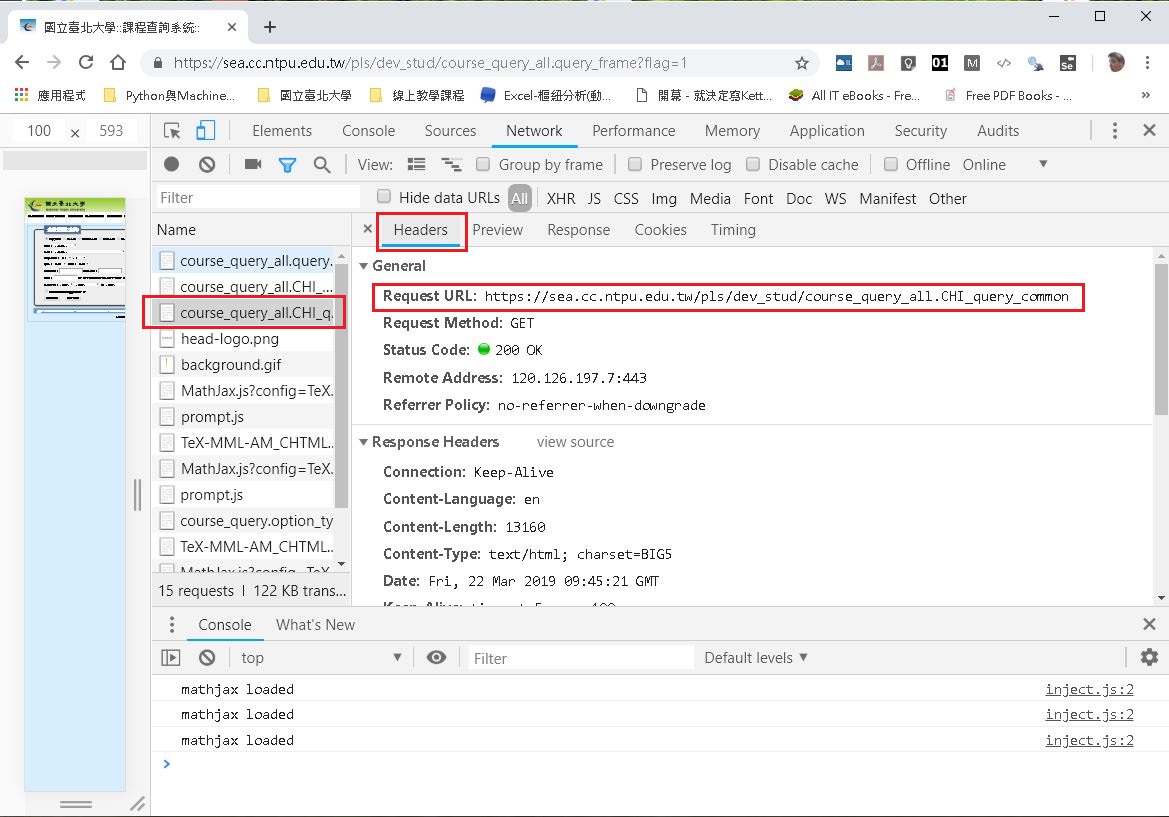 國立臺北大學::課程查詢系統::
https://sea.cc.ntpu.edu.tw/pls/dev_stud/course_query_all.query_frame?flag=1
應用程式 Python與Machine... 國立臺北大學 線上教學課程 Excel-樞紐分析(動... 開幕 - 就決定寫Kett... All IT eBooks - Fre... Free PDF Books - ... »
100 x 593 Elements Console Sources Network Performance Memory Application Security Audits
View: Group by frame Preserve log Disable cache Offline Online
Filter Hide data URLs All XHR JS CSS Img Media Font Doc WS Manifest Other
Name
course_query_all.query.
course_query_all.CHI_...
course_query_all.CHI_q.
head-logo.png
background.gif
MathJax.js?config=TeX.
prompt.js
TeX-MML-AM_CHTML..
MathJax.js?config=TeX.
prompt.js
course_query.option_ty
TeX-MML-AM_CHTML..
MathJax.js?config=TeX.
15 requests | 122 KB trans...
× Headers Preview Response Cookies Timing
General
Request URL: https://sea.cc.ntpu.edu.tw/pls/dev_stud/course_query_all.CHI_query_common
Request Method: GET
Status Code: 200 OK
Remote Address: 120.126.197.7:443
Referrer Policy: no-referrer-when-downgrade
Response Headers view source
Connection: Keep-Alive
Content-Language: en
Content-Length: 13160
Content-Type: text/html; charset=BIG5
Date: Fri, 22 Mar 2019 09:45:21 GMT
Console What's New
top Filter Default levels
mathjax loaded inject.js:2
mathjax loaded inject.js:2
mathjax loaded inject.js:2